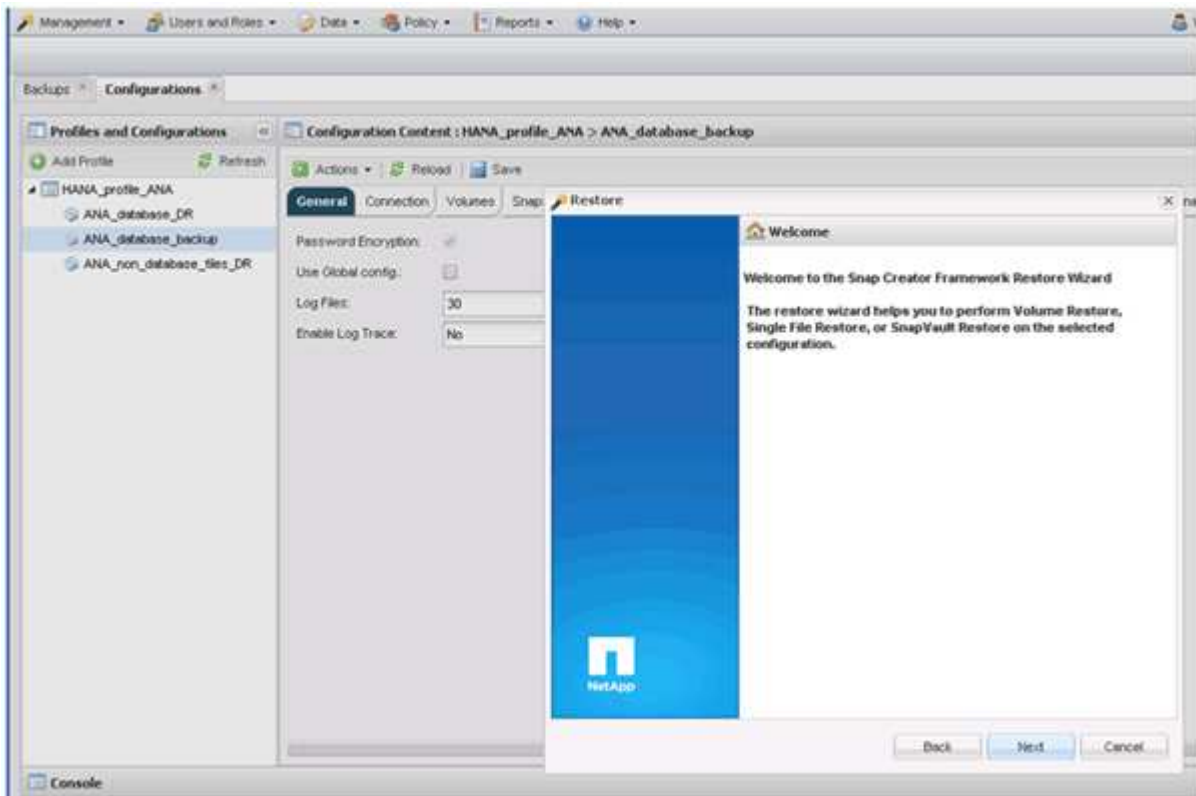 Management Users and Roles Data Policy Reports Help
Backups Configurations
Profiles and Configurations
Add Profile Refresh
HANA_profile_ANA
ANA_database_DR
ANA_database_backup
ANA_non_database_files_DR
Configuration Content : HANA_profile_ANA > ANA_database_backup
Actions Reload Save
General Connection Volumes Snap
Password Encryption:
Use Global config.:
Log Files: 30
Enable Log Trace: No
Restore
Welcome
Welcome to the Snap Creator Framework Restore Wizard
The restore wizard helps you to perform Volume Restore,
Single File Restore, or SnapVault Restore on the selected
configuration.
NetApp
Back Next Cancel
Console